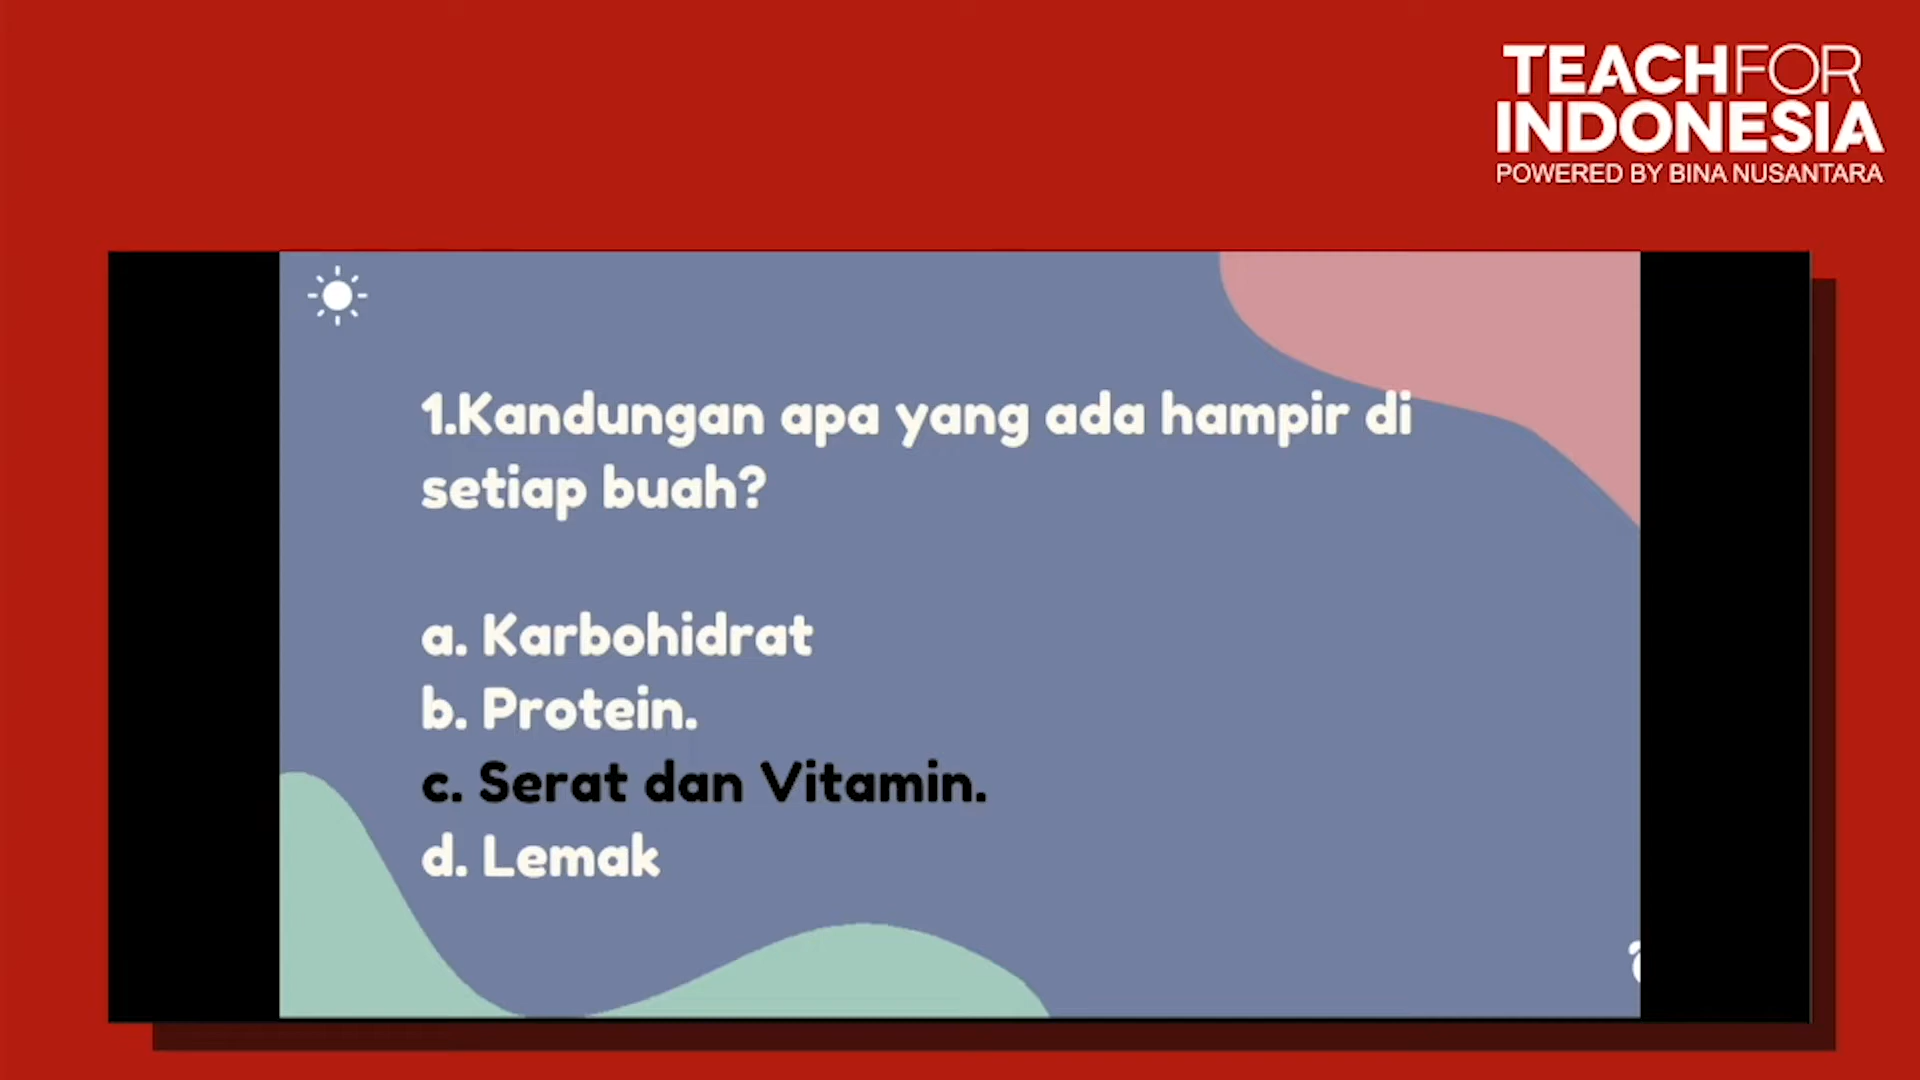 TEACHFOR
INDONESIA
POWERED BY BINA NUSANTARA
1.Kandungan apa yang ada hampir di
setiap buah?
a. Karbohidrat
b. Protein.
c. Serat dan Vitamin.
d. Lemak